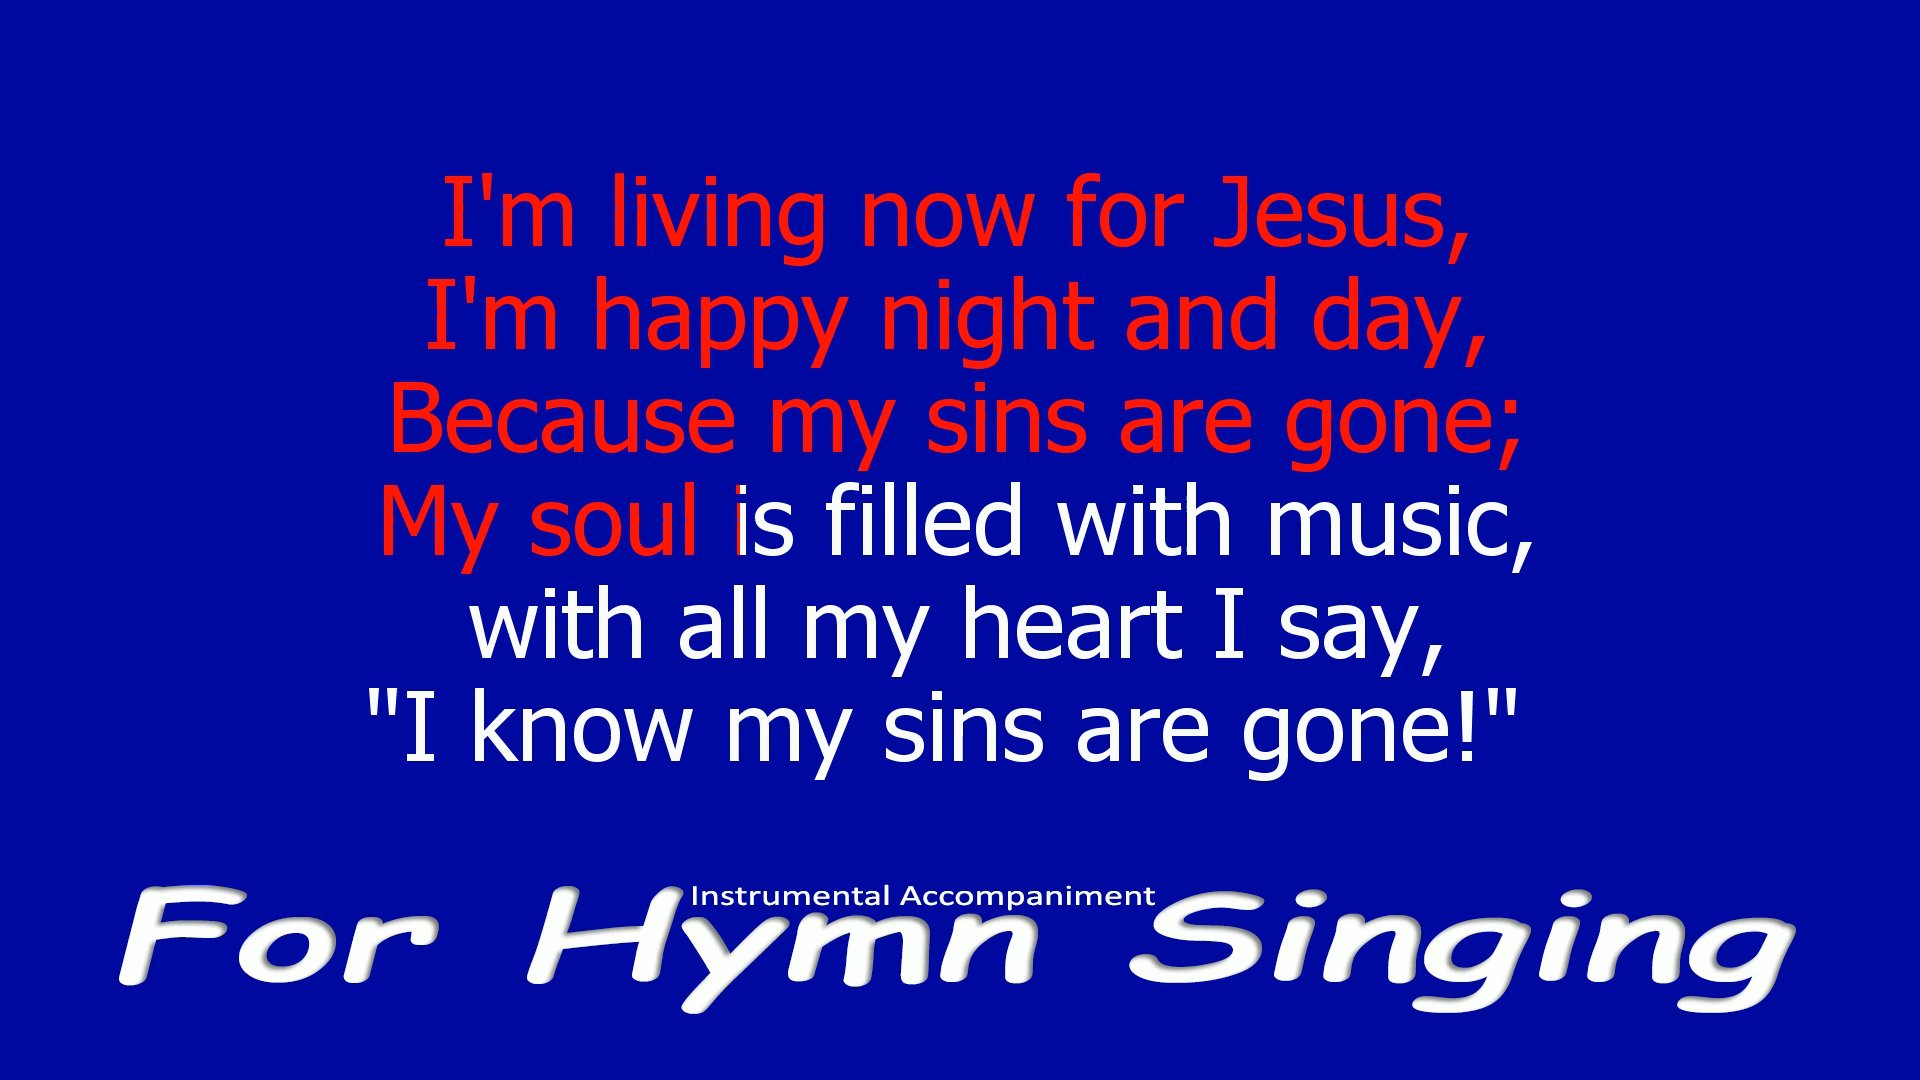 I'm living now for Jesus,
I'm happy night and day,
Because my sins are gone;
My soul is filled with music,
with all my heart I say,
"I know my sins are gone!"
Instrumental Accompaniment
For Hymn Singing